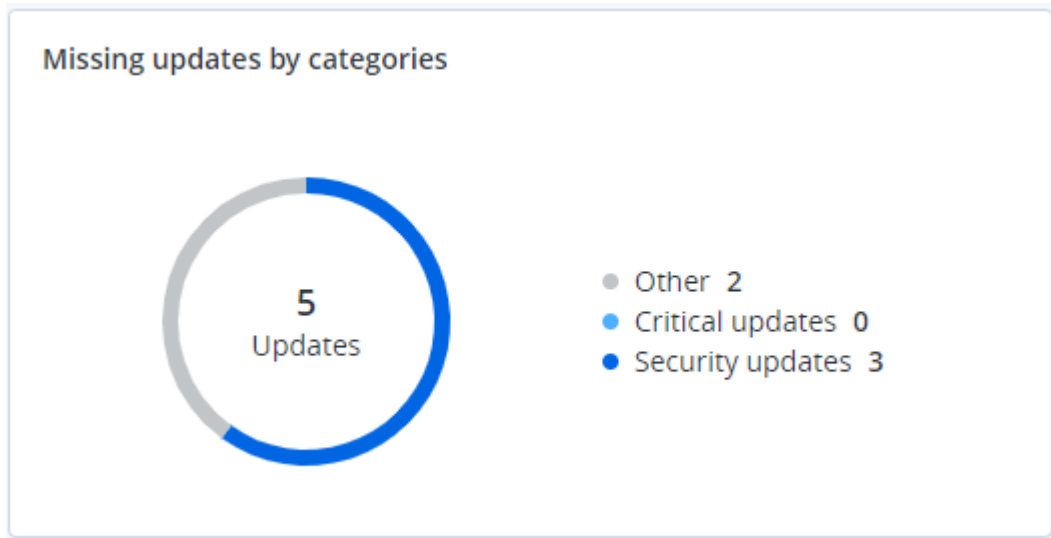 Missing updates by categories
5
Updates
Other 2
Critical updates 0
Security updates 3